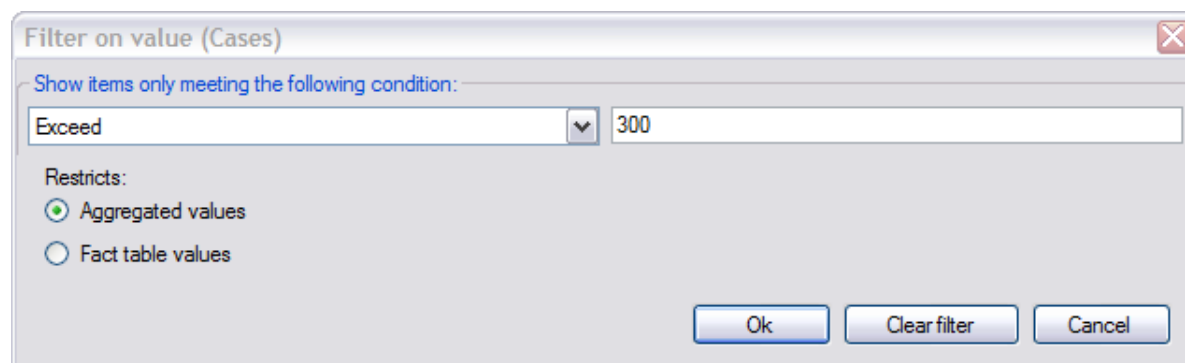 Filter on value (Cases)
Show items only meeting the following condition:
Exceed 300
Restricts:
Aggregated values
Fact table values
Ok Clear filter Cancel